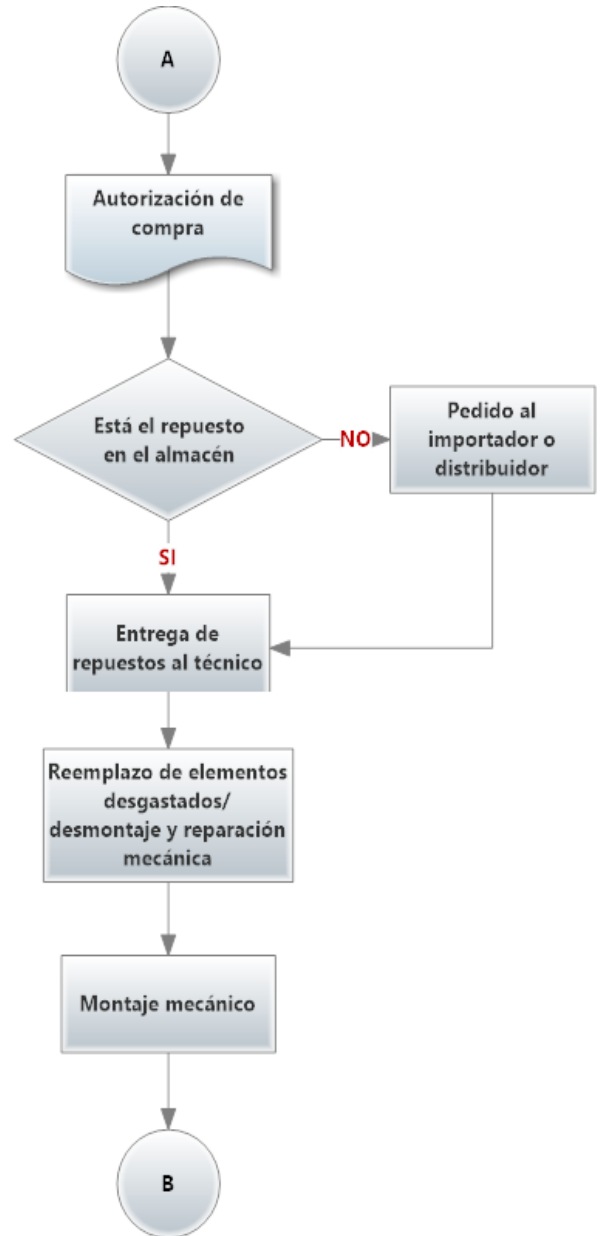 A
Autorización de
compra
Está el repuesto
en el almacén
NO
Pedido al
importador o
distribuidor
SI
Entrega de
repuestos al técnico
Reemplazo de elementos
desgastados/
desmontaje y reparación
mecánica
Montaje mecánico
B